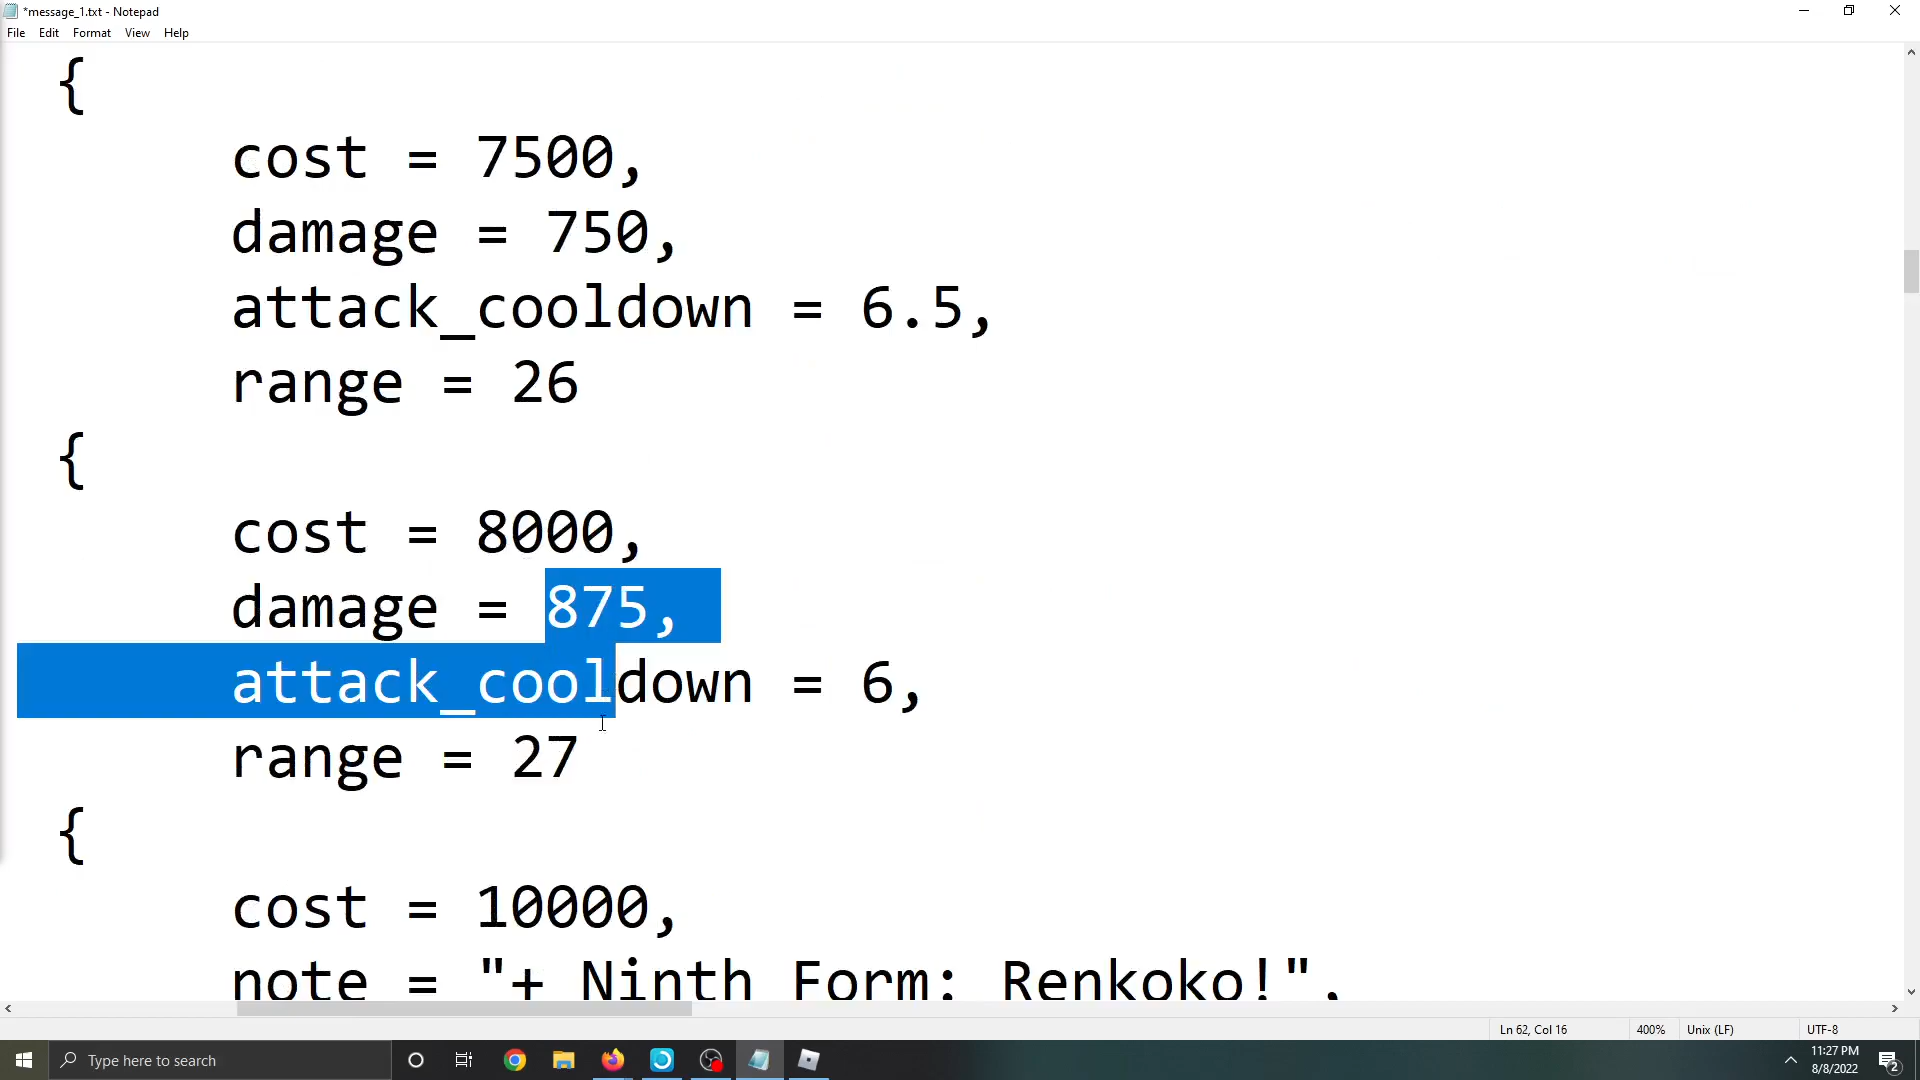 *message_1.txt - Notepad
File Edit Format View Help
{
cost = 7500,
damage = 750,
attack_cooldown = 6.5,
range = 26
{
cost = 8000,
damage = 875,
attack_cooldown = 6,
range = 27
{
cost = 10000,
note = "+ Ninth Form: Renkoko!",
Ln 62, Col 16 400% Unix (LF) UTF-8
Type here to search
11:27 PM
8/8/2022
2